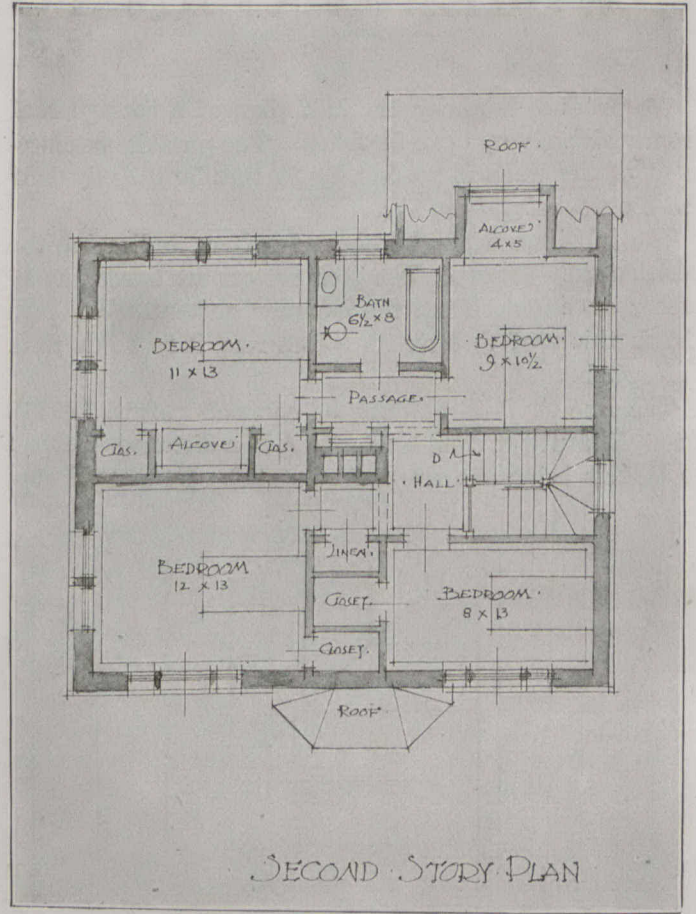 ROOF.
ALCOVE
4 x 5
BATH
6½ x 8
BEDROOM.
11 x 13
BEDROOM.
9 x 10½
PASSAGE.
CLOS.
ALCOVE
CLOS.
D
HALL.
LINEN.
BEDROOM
12 x 13
CLOSET.
BEDROOM.
8 x 13
CLOSET.
ROOF.
SECOND STORY PLAN